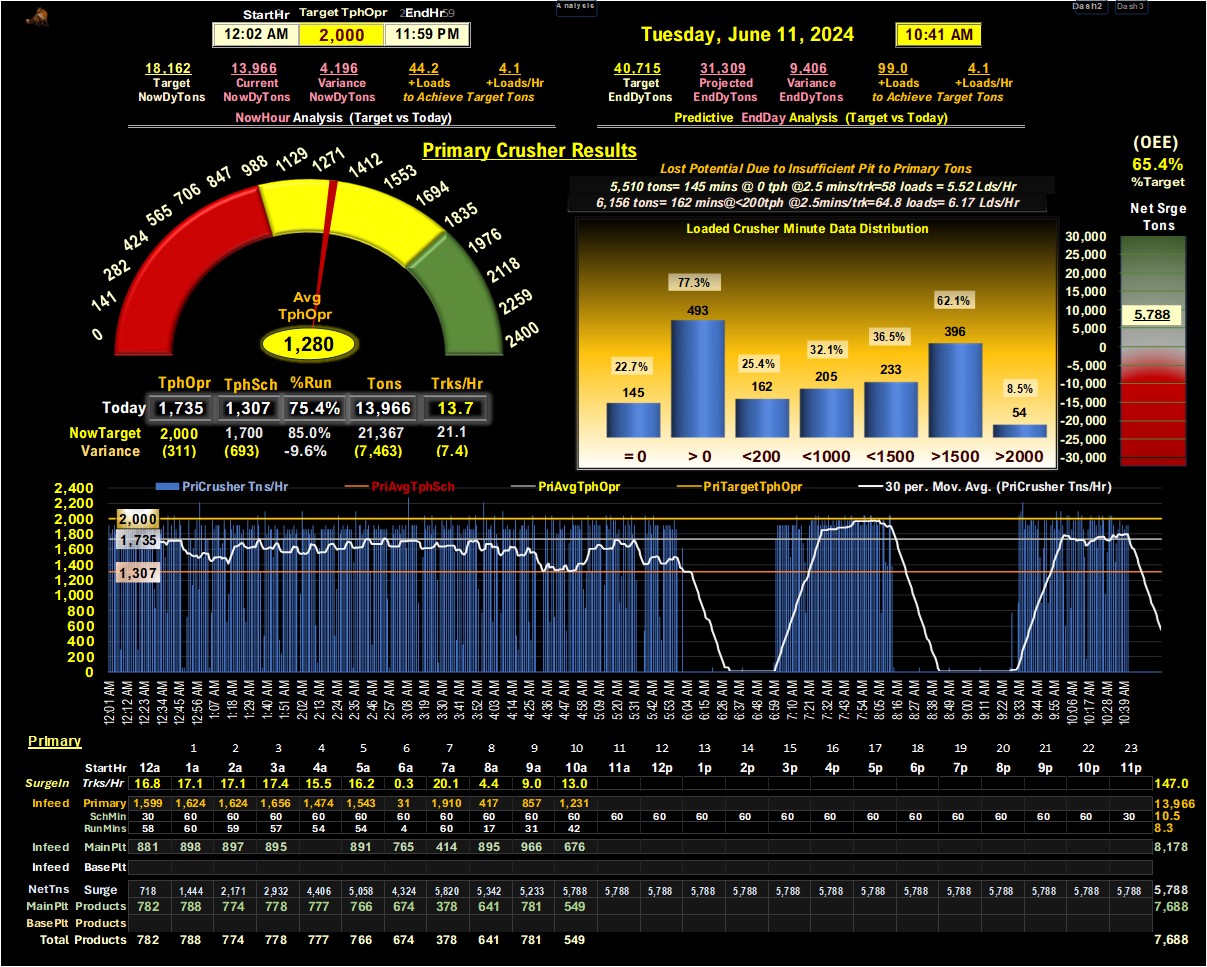 StartHr Target TphOpr EndHr
12:02 AM 2,000 11:59 PM
Analysis
Dash2 Dash3
Tuesday, June 11, 2024 10:41 AM
18,162 13,966 4,196 44.2 4.1
Target Current Variance +Loads +Loads/Hr
NowDyTons NowDyTons NowDyTons to Achieve Target Tons
NowHour Analysis (Target vs Today)
40,715 31,309 9,406 99.0 4.1
Target Projected Variance +Loads +Loads/Hr
EndDyTons EndDyTons EndDyTons to Achieve Target Tons
Predictive EndDay Analysis (Target vs Today)
Primary Crusher Results
0 141 282 424 565 706 847 988 1129 1271 1412 1553 1694 1835 1976 2118 2259 2400
Avg
TphOpr
1,280
TphOpr TphSch %Run Tons Trks/Hr
Today 1,735 1,307 75.4% 13,966 13.7
NowTarget 2,000 1,700 85.0% 21,367 21.1
Variance (311) (693) -9.6% (7,463) (7.4)
Lost Potential Due to Insufficient Pit to Primary Tons
5,510 tons= 145 mins @ 0 tph @2.5 mins/trk=58 loads = 5.52 Lds/Hr
6,156 tons= 162 mins@<200tph @2.5mins/trk=64.8 loads= 6.17 Lds/Hr
Loaded Crusher Minute Data Distribution
22.7% 77.3% 25.4% 32.1% 36.5% 62.1% 8.5%
145 493 162 205 233 396 54
= 0 > 0 <200 <1000 <1500 >1500 >2000
(OEE)
65.4%
%Target
Net Srge
Tons
30,000
25,000
20,000
15,000
10,000
5,788
5,000
0
-5,000
-10,000
-15,000
-20,000
-25,000
-30,000
PriCrusher Tns/Hr PriAvgTphSch PriAvgTphOpr PriTargetTphOpr 30 per. Mov. Avg. (PriCrusher Tns/Hr)
2,400
2,200
2,000 2,000
1,800 1,735
1,600
1,400 1,307
1,200
1,000
800
600
400
200
0
12:01 AM 12:12 AM 12:23 AM 12:34 AM 12:45 AM 12:56 AM 1:07 AM 1:18 AM 1:29 AM 1:40 AM 1:51 AM 2:02 AM 2:13 AM 2:24 AM 2:35 AM 2:46 AM 2:57 AM 3:08 AM 3:19 AM 3:30 AM 3:41 AM 3:52 AM 4:03 AM 4:14 AM 4:25 AM 4:36 AM 4:47 AM 4:58 AM 5:09 AM 5:20 AM 5:31 AM 5:42 AM 5:53 AM 6:04 AM 6:15 AM 6:26 AM 6:37 AM 6:48 AM 6:59 AM 7:10 AM 7:21 AM 7:32 AM 7:43 AM 7:54 AM 8:05 AM 8:16 AM 8:27 AM 8:38 AM 8:49 AM 9:00 AM 9:11 AM 9:22 AM 9:33 AM 9:44 AM 9:55 AM 10:06 AM 10:17 AM 10:28 AM 10:39 AM
Primary
1 2 3 4 5 6 7 8 9 10 11 12 13 14 15 16 17 18 19 20 21 22 23
StartHr 12a 1a 2a 3a 4a 5a 6a 7a 8a 9a 10a 11a 12p 1p 2p 3p 4p 5p 6p 7p 8p 9p 10p 11p
SurgeIn Trks/Hr 16.8 17.1 17.1 17.4 15.5 16.2 0.3 20.1 4.4 9.0 13.0 147.0
Infeed Primary 1,599 1,624 1,624 1,656 1,474 1,543 31 1,910 417 857 1,231 13,966
SchMin 30 60 60 60 60 60 60 60 60 60 60 60 60 60 60 60 60 60 60 60 60 60 60 30 10.5
RunMins 58 60 59 57 54 54 4 60 17 31 42 8.3
Infeed MainPlt 881 898 897 895 891 765 414 895 966 676 8,178
Infeed BasePlt
NetTns Surge 718 1,444 2,171 2,932 4,406 5,058 4,324 5,820 5,342 5,233 5,788 5,788 5,788 5,788 5,788 5,788 5,788 5,788 5,788 5,788 5,788 5,788 5,788 5,788 5,788
MainPlt Products 782 788 774 778 777 766 674 378 641 781 549 7,688
BasePlt Products
Total Products 782 788 774 778 777 766 674 378 641 781 549 7,688